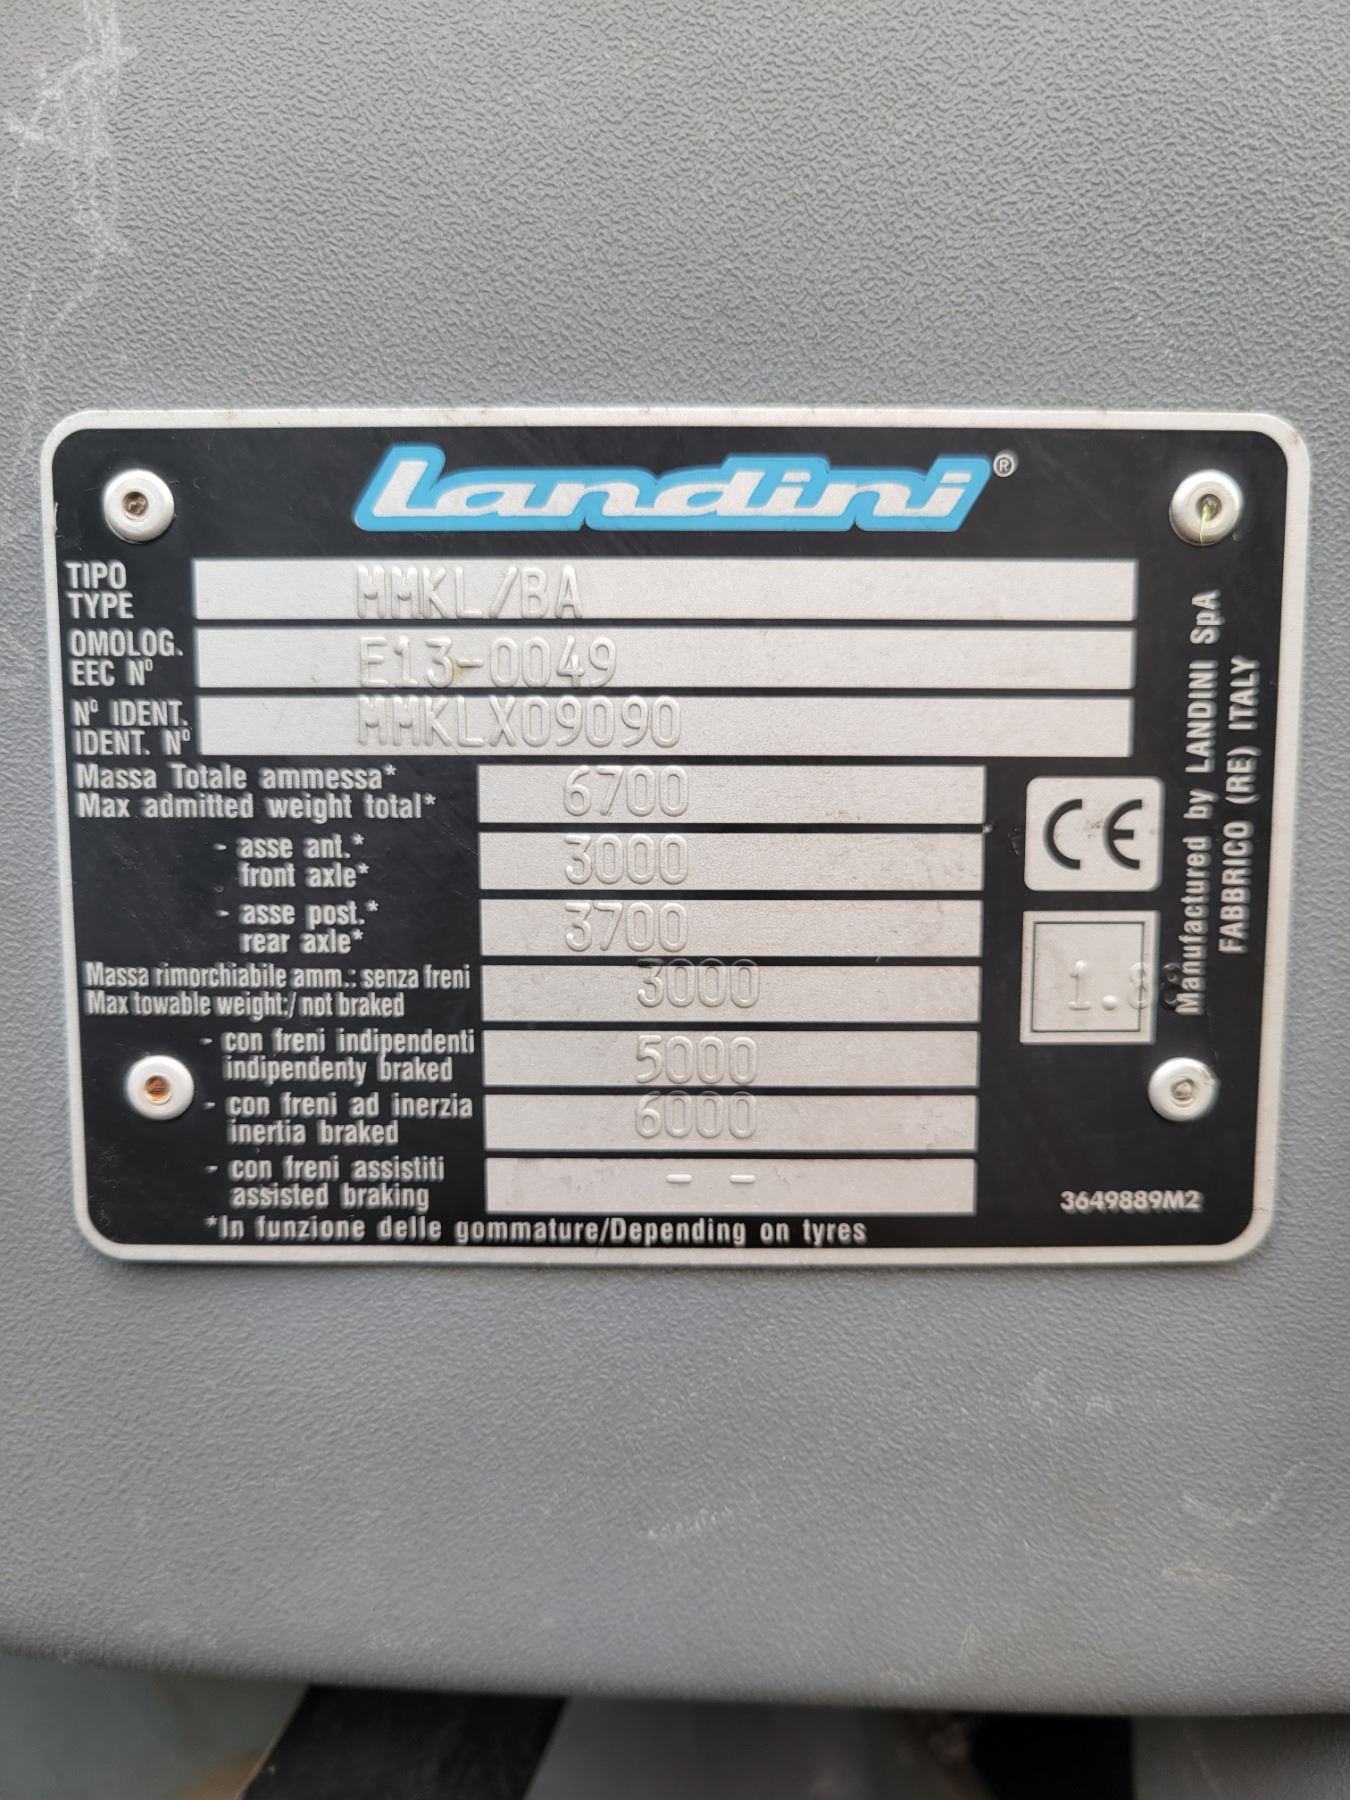 Landini®
TIPO
TYPE
MMKL/BA
OMOLOG.
EEC Nº
E13-0049
Nº IDENT.
IDENT. Nº
MMKLX09090
Massa Totale ammessa*
Max admitted weight total*
6700
- asse ant.*
front axle*
3000
- asse post.*
rear axle*
3700
Massa rimorchiabile amm.: senza freni
Max towable weight:/ not braked
3000
- con freni indipendenti
indipendenty braked
5000
- con freni ad inerzia
inertia braked
6000
- con freni assistiti
assisted braking
- -
*In funzione delle gommature/Depending on tyres
CE
3649889M2
Manufactured by LANDINI SpA
FABBRICO (RE) ITALY